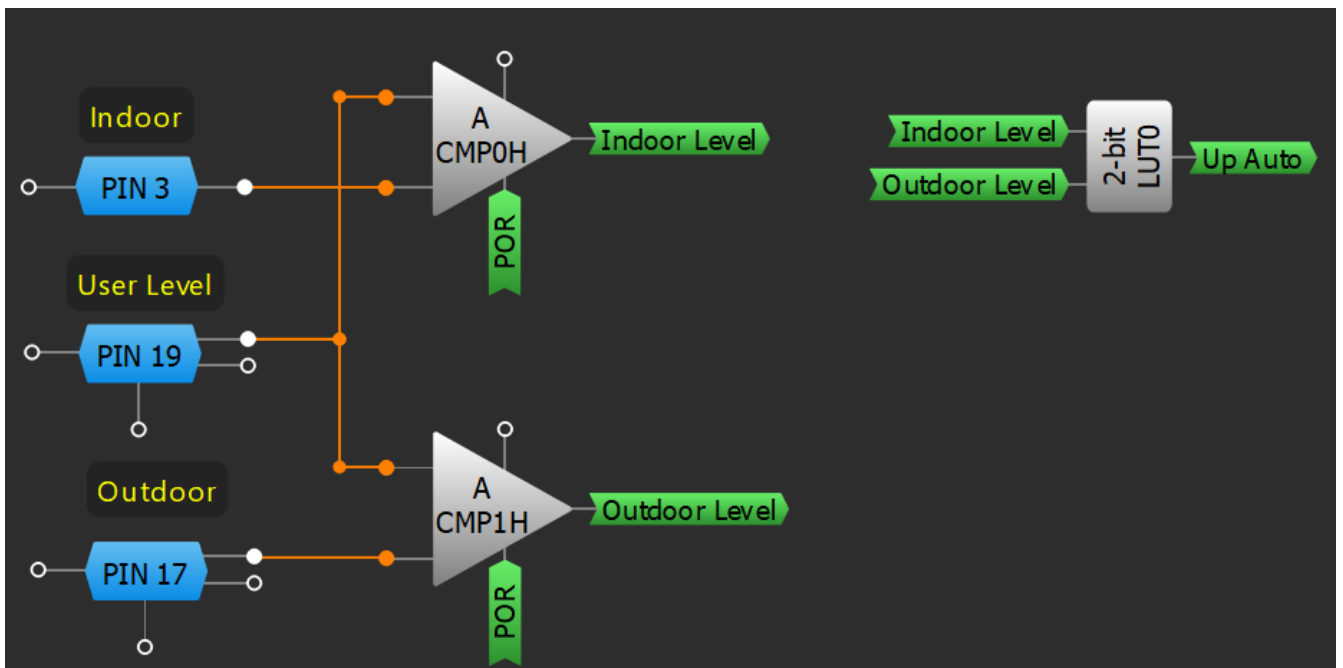 Indoor
PIN 3
A
CMP0H
Indoor Level
POR
User Level
PIN 19
Outdoor
PIN 17
A
CMP1H
Outdoor Level
POR
Indoor Level
Outdoor Level
2-bit
LUT0
Up Auto